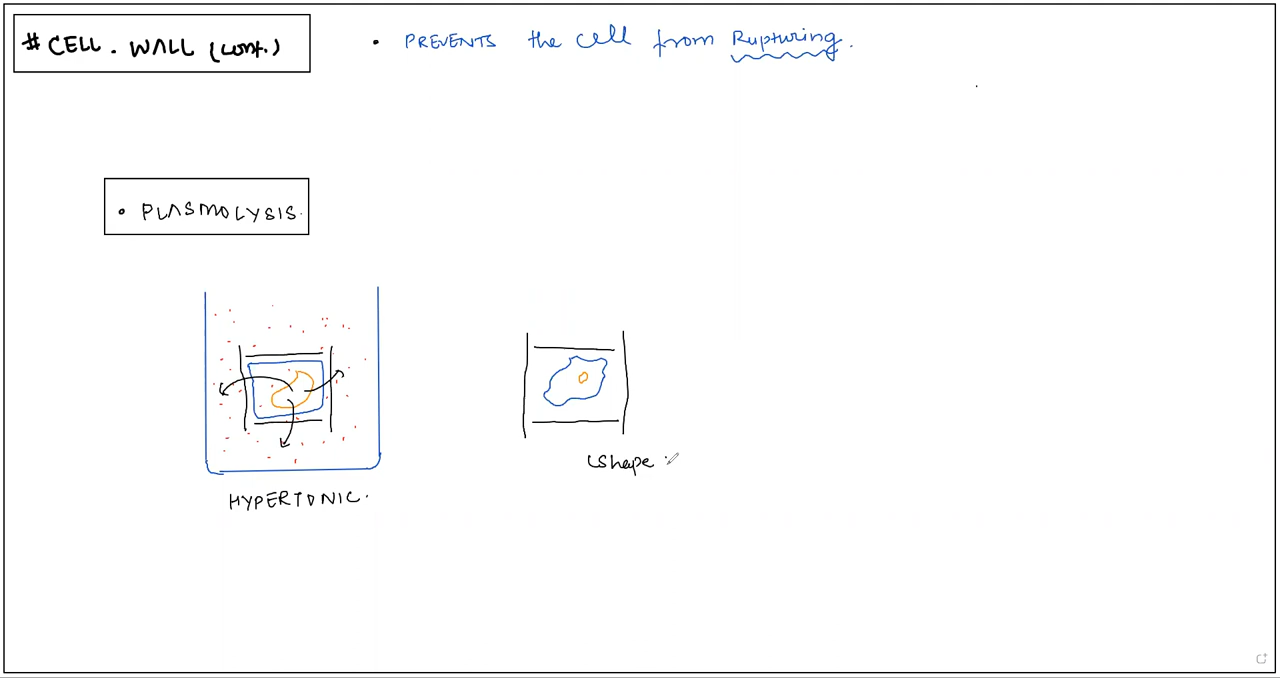 # CELL. WALL (cont.)
• PREVENTS the cell from Rupturing.
• PLASMOLYSIS.
HYPERTONIC.
(Shape